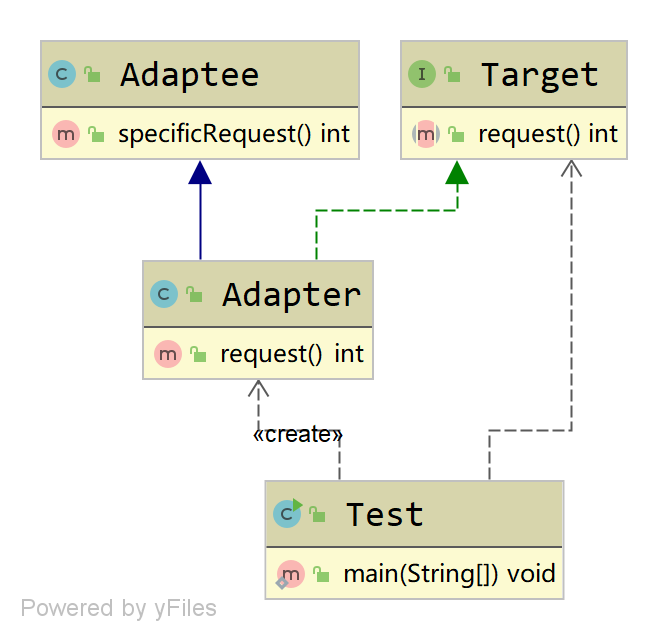 Adaptee
specificRequest() int
Target
request() int
Adapter
request() int
«create»
Test
main(String[]) void
Powered by yFiles